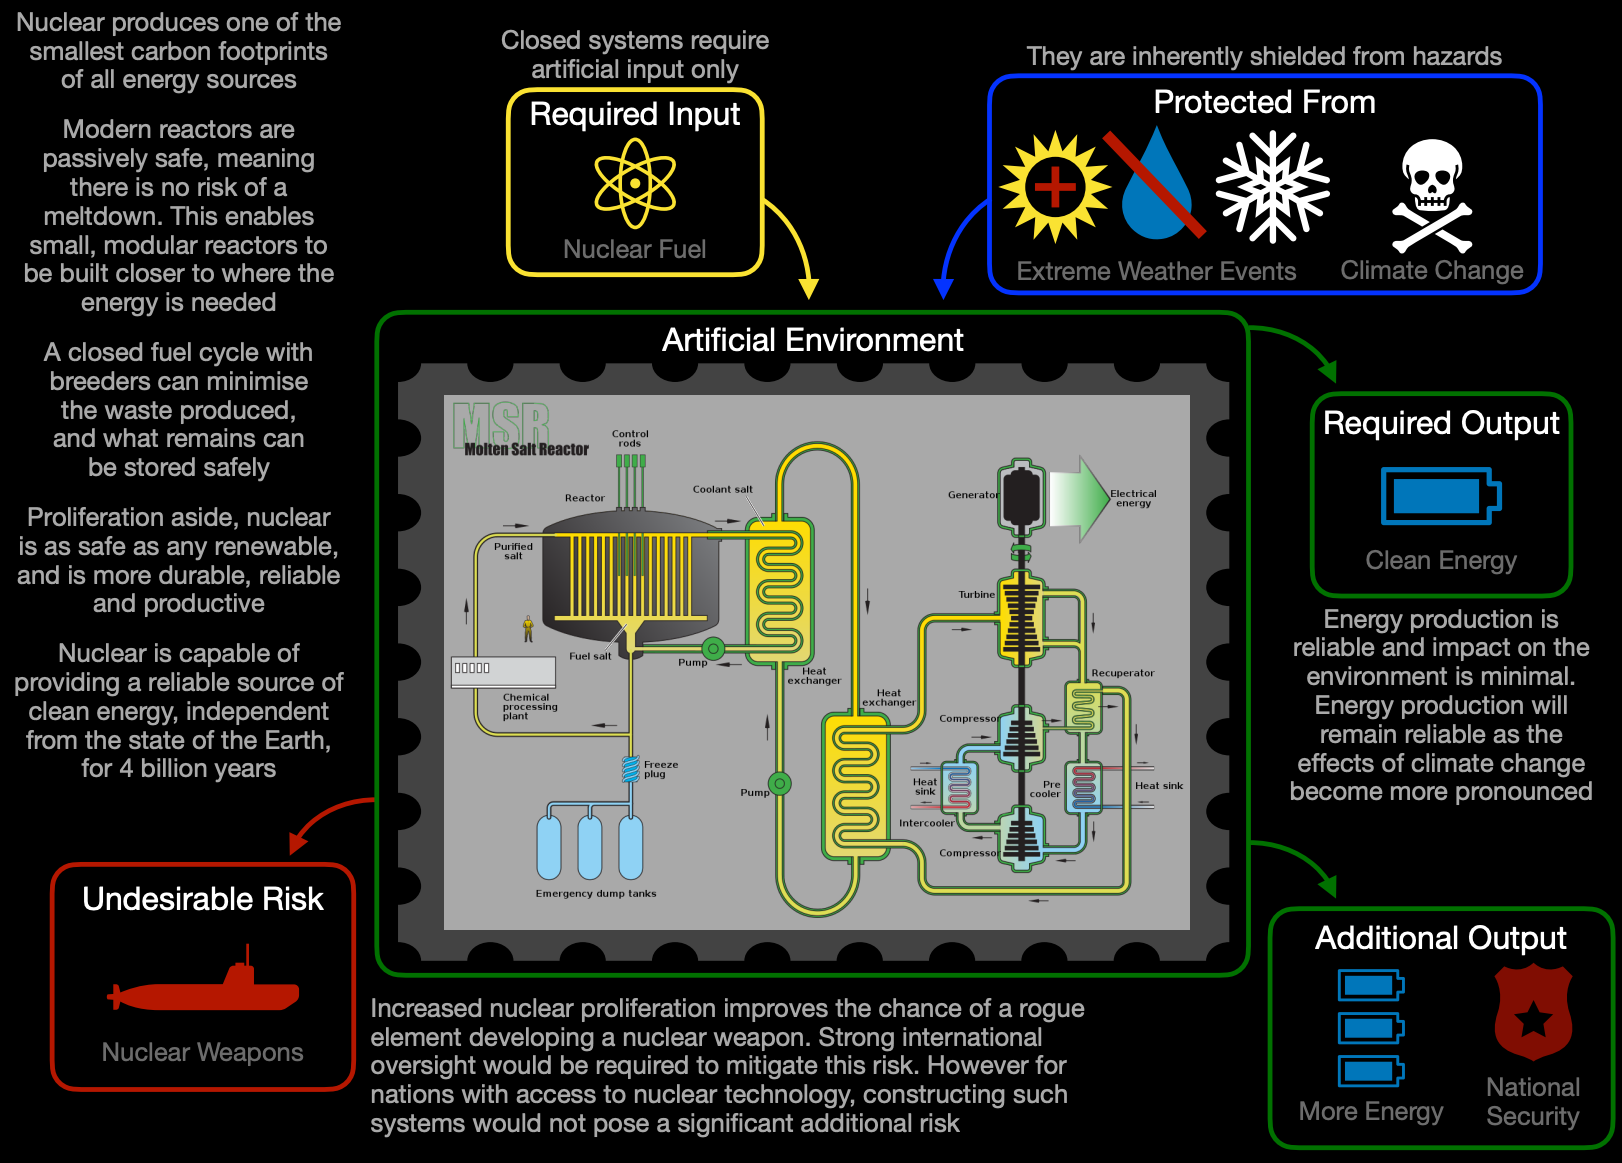 Nuclear produces one of the
smallest carbon footprints
of all energy sources
Modern reactors are
passively safe, meaning
there is no risk of a
meltdown. This enables
small, modular reactors to
be built closer to where the
energy is needed
A closed fuel cycle with
breeders can minimise
the waste produced,
and what remains can
be stored safely
Proliferation aside, nuclear
is as safe as any renewable,
and is more durable, reliable
and productive
Nuclear is capable of
providing a reliable source of
clean energy, independent
from the state of the Earth,
for 4 billion years
Closed systems require
artificial input only
Required Input
Nuclear Fuel
They are inherently shielded from hazards
Protected From
Extreme Weather Events
Climate Change
Artificial Environment
MSR
Molten Salt Reactor
Control
rods
Reactor
Coolant salt
Purified
salt
Fuel salt
Pump
Heat
exchanger
Chemical
processing
plant
Freeze
plug
Emergency dump tanks
Pump
Heat
exchanger
Generator
Electrical
energy
Turbine
Recuperator
Compressor
Heat
sink
Pre
cooler
Heat sink
Intercooler
Compressor
Required Output
Clean Energy
Energy production is
reliable and impact on the
environment is minimal.
Energy production will
remain reliable as the
effects of climate change
become more pronounced
Undesirable Risk
Nuclear Weapons
Increased nuclear proliferation improves the chance of a rogue
element developing a nuclear weapon. Strong international
oversight would be required to mitigate this risk. However for
nations with access to nuclear technology, constructing such
systems would not pose a significant additional risk
Additional Output
More Energy
National
Security